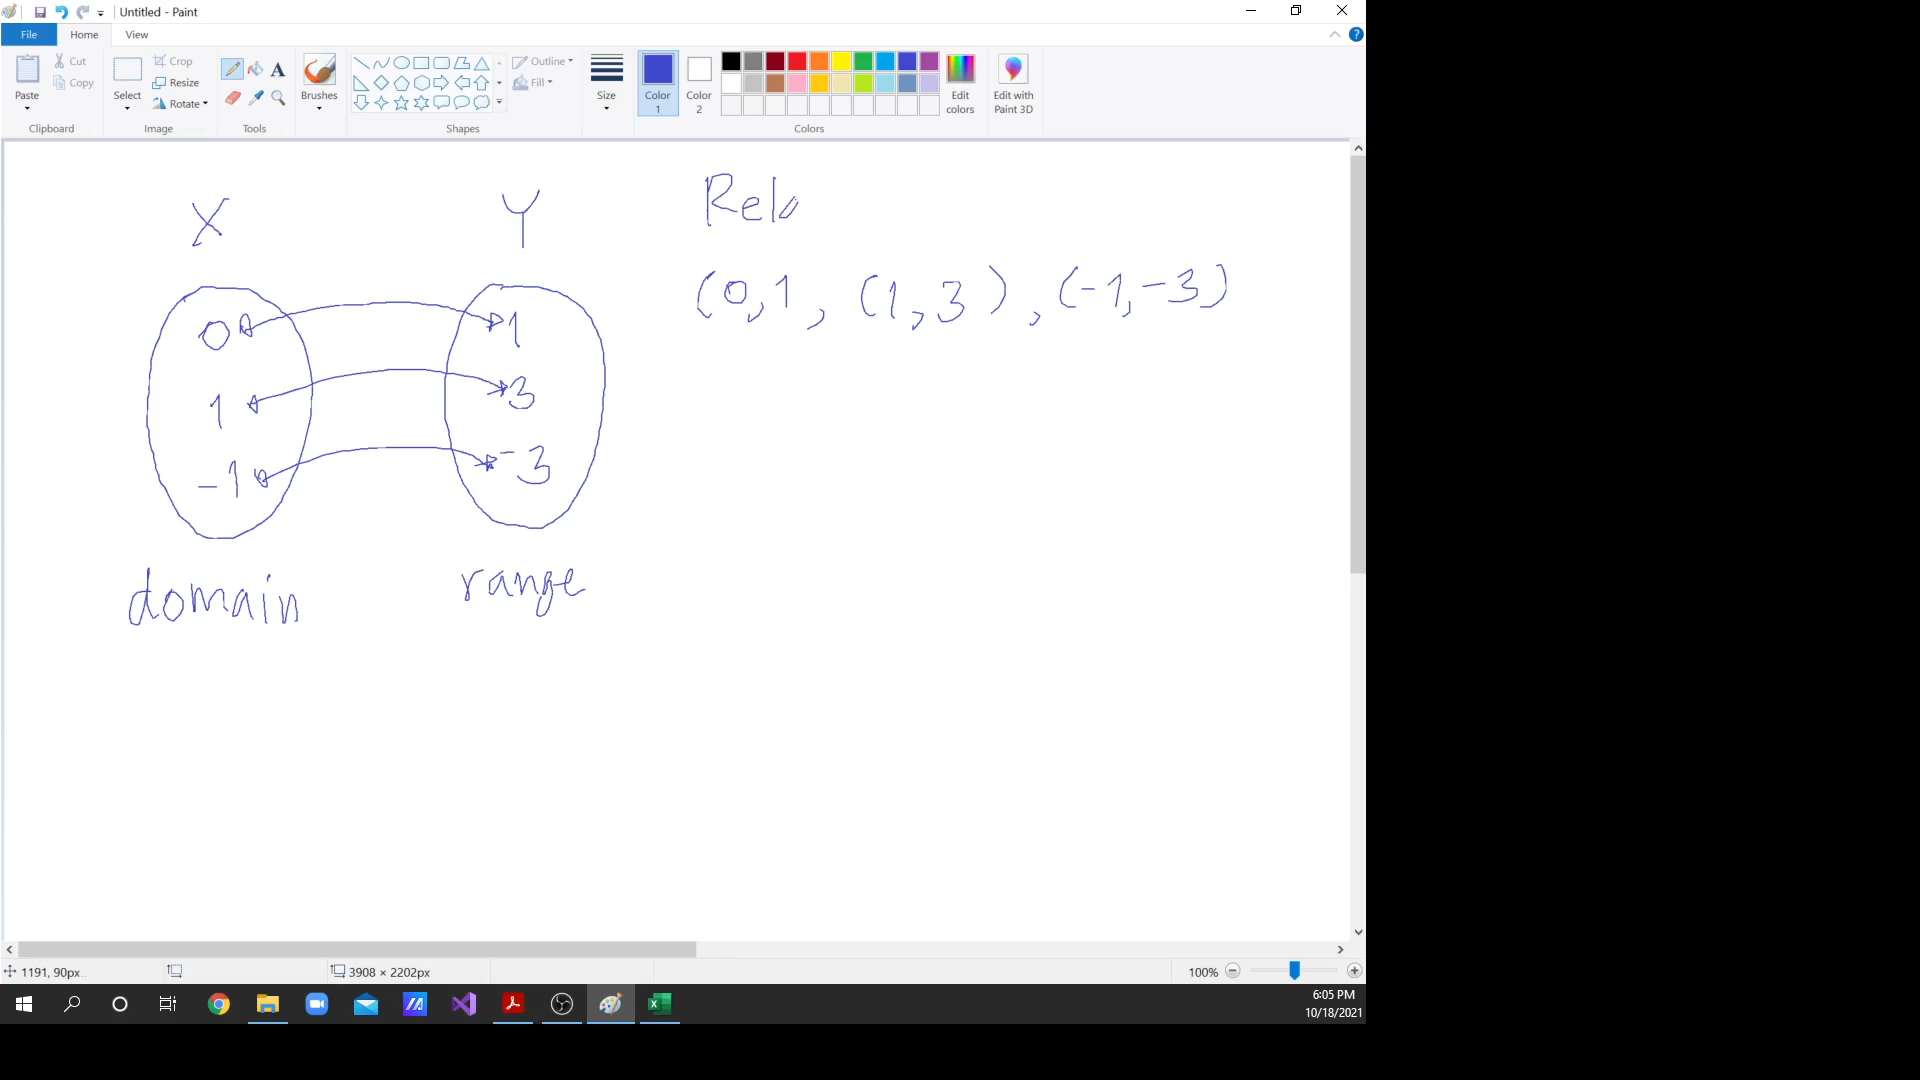 Untitled - Paint
File Home View
Paste
Cut
Copy
Clipboard
Select
Crop
Resize
Rotate
Image
A
Tools
Brushes
Shapes
Outline
Fill
Size
Color 1
Color 2
Edit colors
Edit with Paint 3D
Colors
X Y
Rela
(0,1 , (1,3) , (-1,-3)
0 1
1 3
-1 -3
domain range
1191, 90px
3908 × 2202px
100%
6:05 PM
10/18/2021